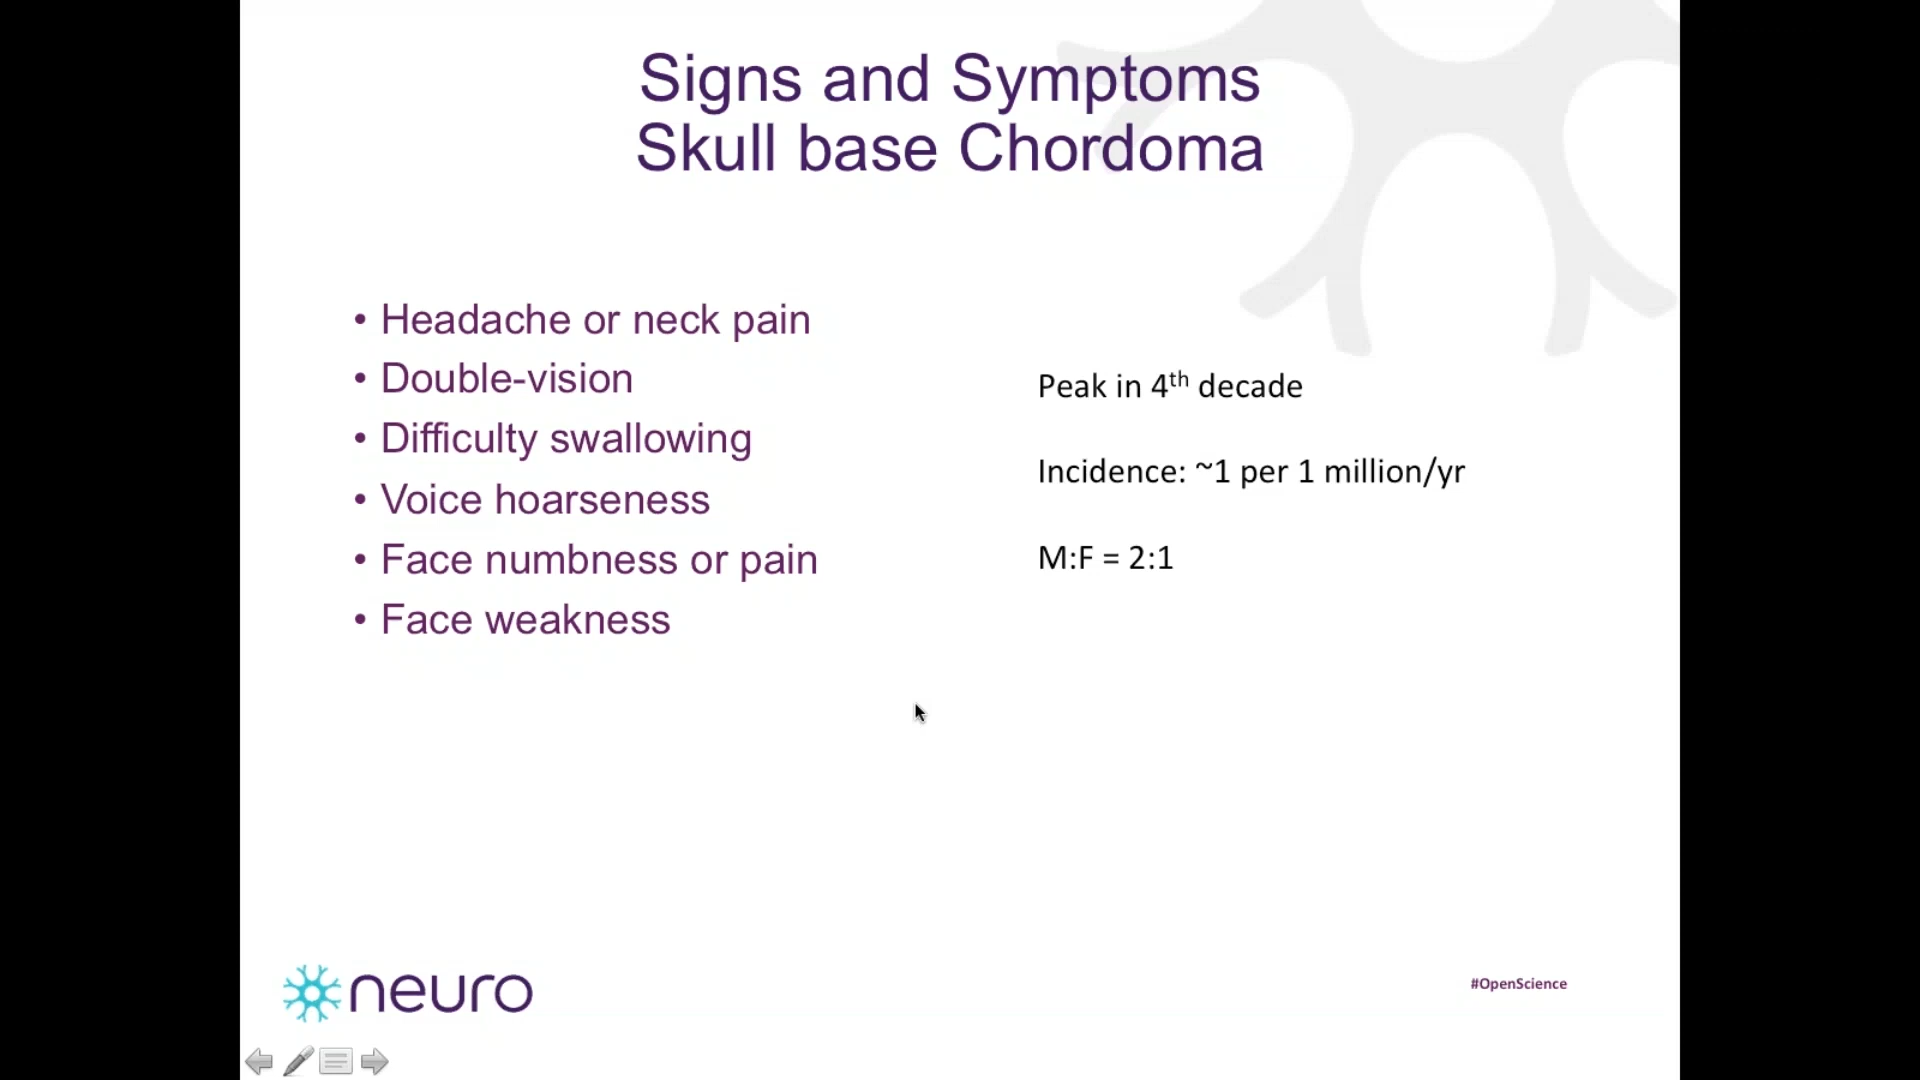 Signs and Symptoms
Skull base Chordoma
• Headache or neck pain
• Double-vision
• Difficulty swallowing
• Voice hoarseness
• Face numbness or pain
• Face weakness
Peak in 4th decade
Incidence: ~1 per 1 million/yr
M:F = 2:1
neuro
#OpenScience